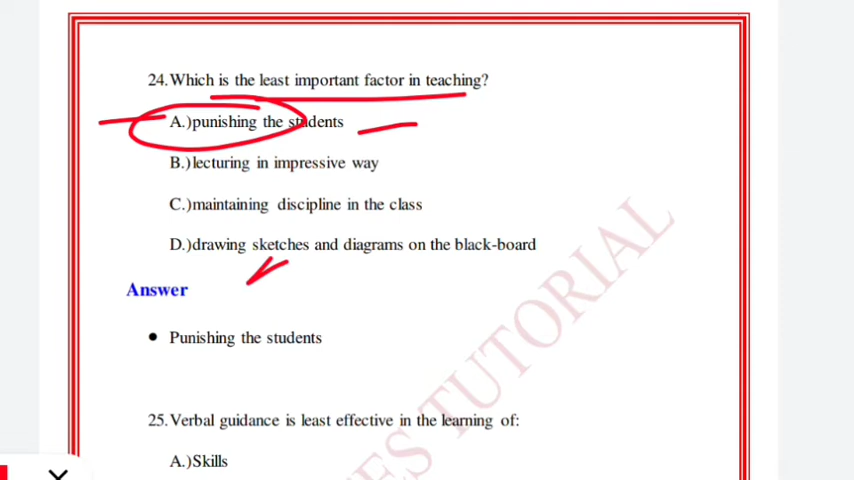 24.Which is the least important factor in teaching?
A.)punishing the students
B.)lecturing in impressive way
C.)maintaining discipline in the class
D.)drawing sketches and diagrams on the black-board
Answer
● Punishing the students
25.Verbal guidance is least effective in the learning of:
A.)Skills
ES TUTORIAL